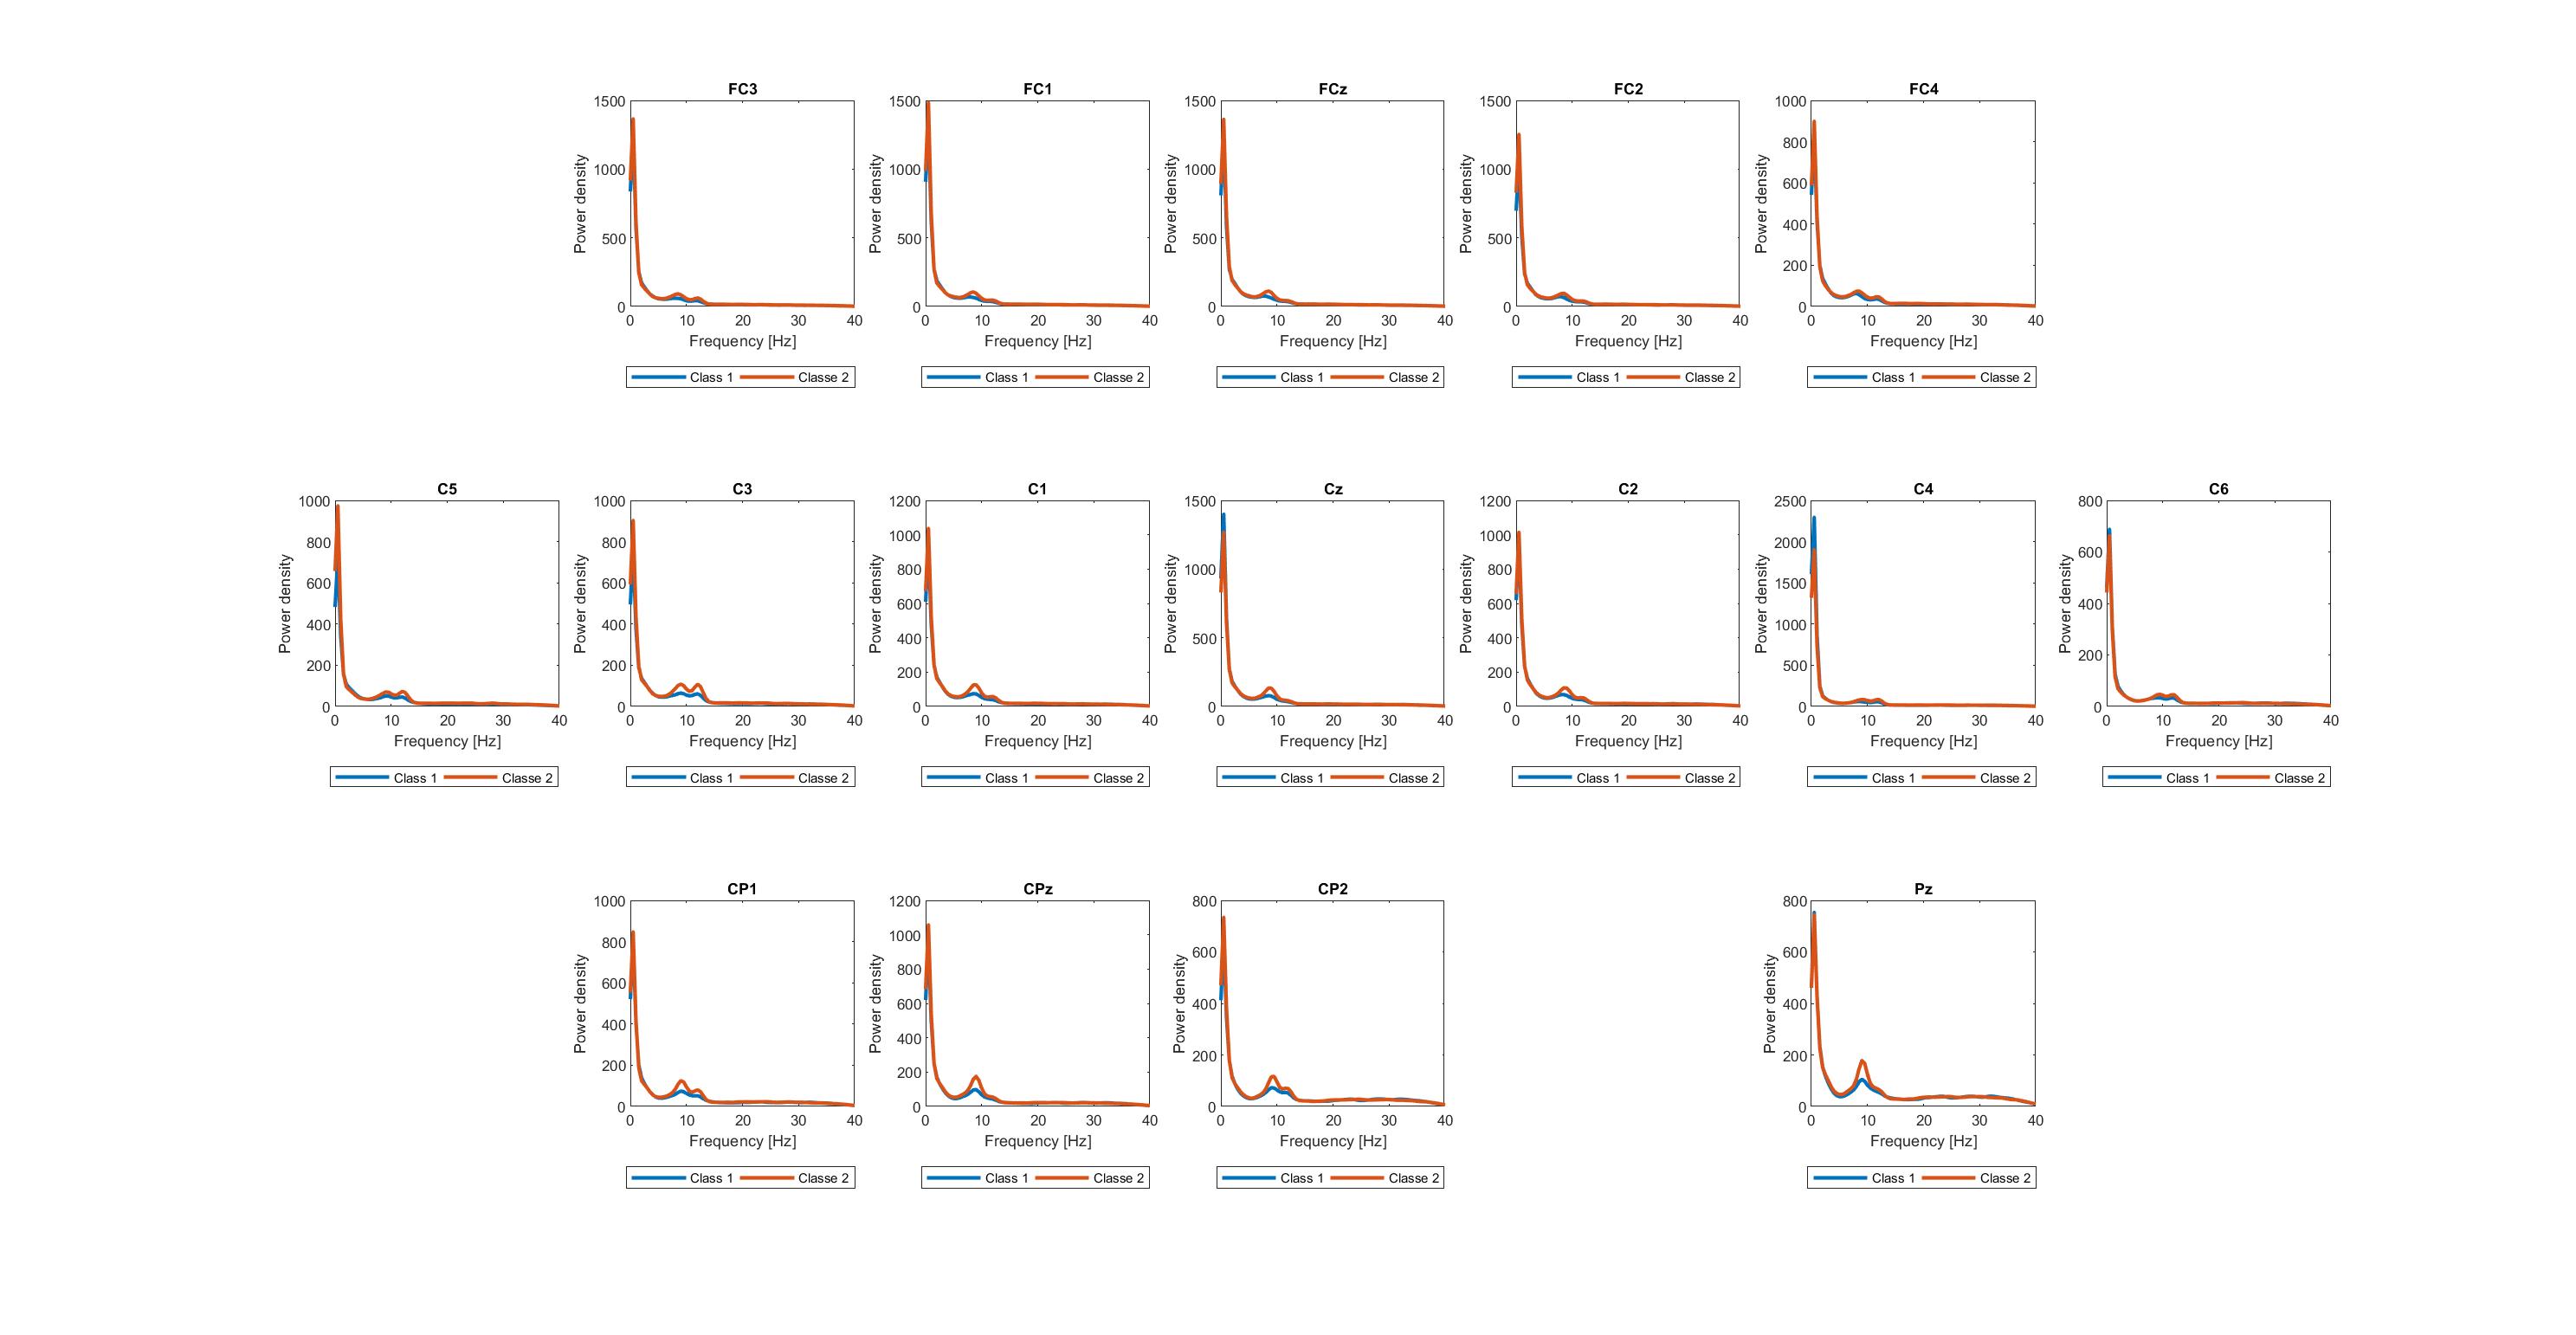 FC3 FC1 FCz FC2 FC4
1500 1500 1500 1500 1000
800
1000 1000 1000 1000
600
Power density Power density Power density Power density Power density
400
500 500 500 500
200
0 0 0 0 0
0 10 20 30 40 0 10 20 30 40 0 10 20 30 40 0 10 20 30 40 0 10 20 30 40
Frequency [Hz] Frequency [Hz] Frequency [Hz] Frequency [Hz] Frequency [Hz]
Class 1 Classe 2 Class 1 Classe 2 Class 1 Classe 2 Class 1 Classe 2 Class 1 Classe 2
C5 C3 C1 Cz C2 C4 C6
1000 1000 1200 1500 1200 2500 800
800 800 1000 1000 2000
600 600 800 1000 800 1500 600
Power density Power density Power density Power density Power density Power density Power density
600 600 400
400 400 400 500 400 1000
200 200 200 200 500 200
0 0 0 0 0 0 0
0 10 20 30 40 0 10 20 30 40 0 10 20 30 40 0 10 20 30 40 0 10 20 30 40 0 10 20 30 40 0 10 20 30 40
Frequency [Hz] Frequency [Hz] Frequency [Hz] Frequency [Hz] Frequency [Hz] Frequency [Hz] Frequency [Hz]
Class 1 Classe 2 Class 1 Classe 2 Class 1 Classe 2 Class 1 Classe 2 Class 1 Classe 2 Class 1 Classe 2 Class 1 Classe 2
CP1 CPz CP2 Pz
1000 1200 800 800
800 1000
600 800 600 600
Power density Power density Power density Power density
600 400 400
400 400
200 200 200 200
0 0 0 0
0 10 20 30 40 0 10 20 30 40 0 10 20 30 40 0 10 20 30 40
Frequency [Hz] Frequency [Hz] Frequency [Hz] Frequency [Hz]
Class 1 Classe 2 Class 1 Classe 2 Class 1 Classe 2 Class 1 Classe 2